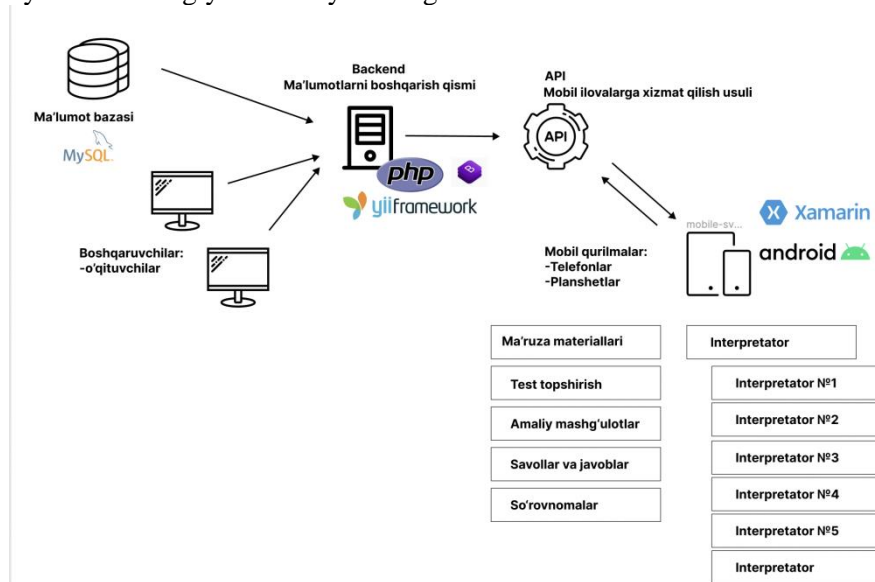 Backend
Ma'lumotlarni boshqarish qismi
API
Mobil ilovalarga xizmat qilish usuli
Ma'lumot bazasi
MySQL
API
php
yiiframework
Boshqaruvchilar:
-o'qituvchilar
Mobil qurilmalar:
-Telefonlar
-Planshetlar
mobile-sv...
Xamarin
android
Ma'ruza materiallari
Test topshirish
Amaliy mashg'ulotlar
Savollar va javoblar
So'rovnomalar
Interpretator
Interpretator №1
Interpretator №2
Interpretator №3
Interpretator №4
Interpretator №5
Interpretator